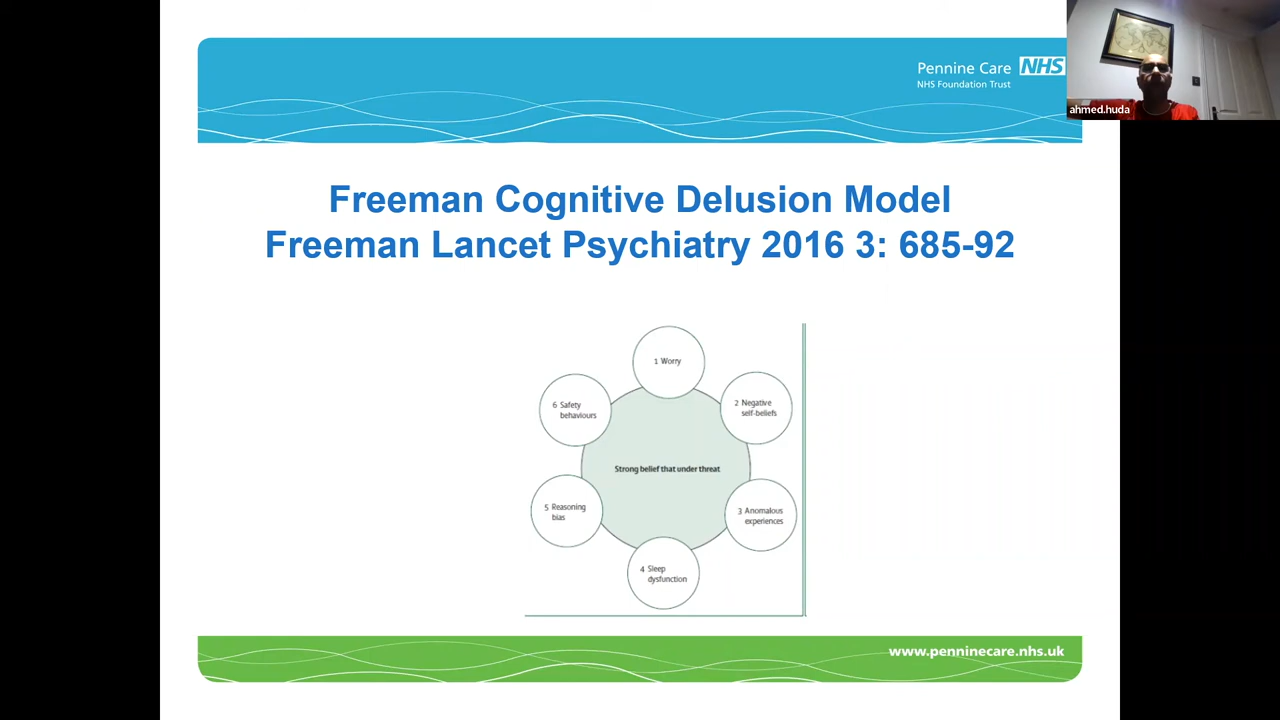 Pennine Care NHS
NHS Foundation Trust
ahmed.huda
Freeman Cognitive Delusion Model
Freeman Lancet Psychiatry 2016 3: 685-92
1 Worry
2 Negative
self-beliefs
3 Anomalous
experiences
4 Sleep
dysfunction
5 Reasoning
bias
6 Safety
behaviours
Strong belief that under threat
www.penninecare.nhs.uk